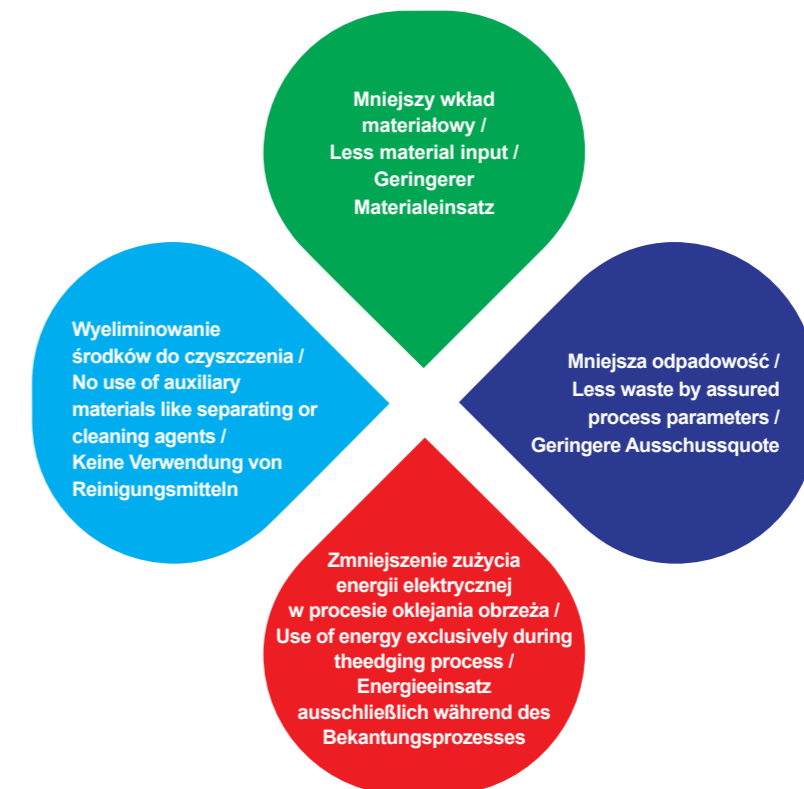 Mniejszy wkład
materiałowy /
Less material input /
Geringerer
Materialeinsatz
Wyeliminowanie
środków do czyszczenia /
No use of auxiliary
materials like separating or
cleaning agents /
Keine Verwendung von
Reinigungsmitteln
Mniejsza odpadowość /
Less waste by assured
process parameters /
Geringere Ausschussquote
Zmniejszenie zużycia
energii elektrycznej
w procesie oklejania obrzeża /
Use of energy exclusively during
theedging process /
Energieeinsatz
ausschließlich während des
Bekantungsprozesses